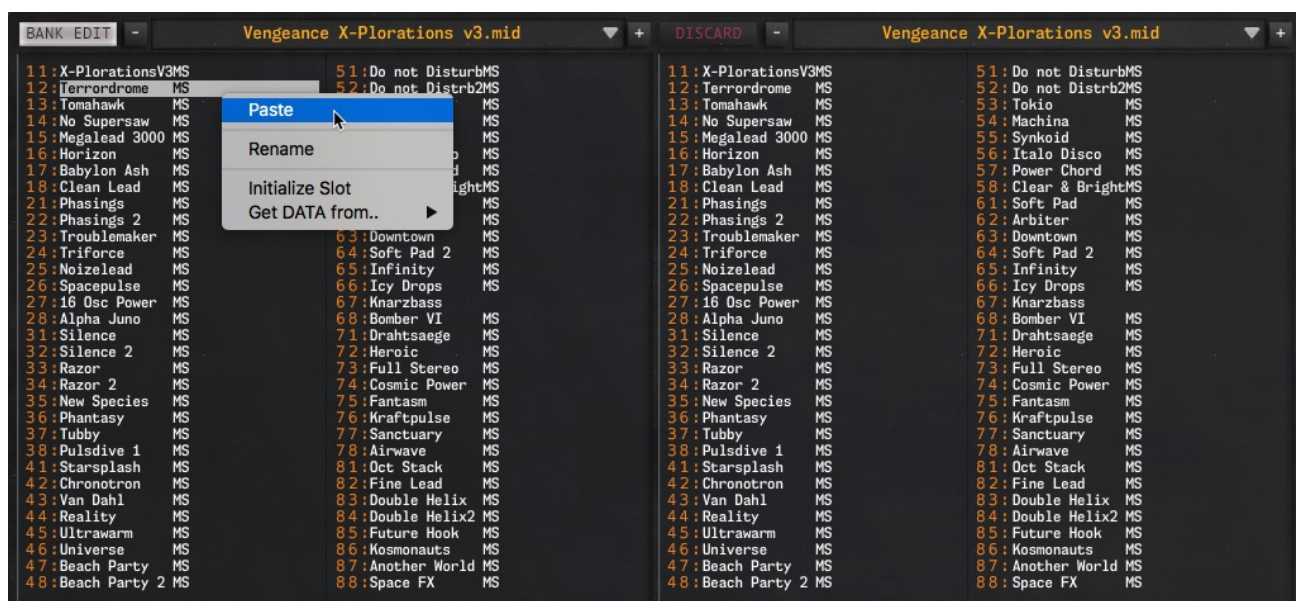 BANK EDIT - Vengeance X-Plorations v3.mid ▼ +
11:X-PlorationsV3MS
12:Terrordrome MS
13:Tomahawk MS
14:No Supersaw MS
15:Megalead 3000 MS
16:Horizon MS
17:Babylon Ash MS
18:Clean Lead MS
21:Phasings MS
22:Phasings 2 MS
23:Troublemaker MS
24:Triforce MS
25:Noizelead MS
26:Spacepulse MS
27:16 Osc Power MS
28:Alpha Juno MS
31:Silence MS
32:Silence 2 MS
33:Razor MS
34:Razor 2 MS
35:New Species MS
36:Phantasy MS
37:Tubby MS
38:Pulsdive 1 MS
41:Starsplash MS
42:Chronotron MS
43:Van Dahl MS
44:Reality MS
45:Ultrawarm MS
46:Universe MS
47:Beach Party MS
48:Beach Party 2 MS
Paste
Rename
Initialize Slot
Get DATA from.. ▶
51:Do not DisturbMS
52:Do not Distrb2MS
MS
MS
MS
MS
MS
ightMS
MS
MS
63:Downtown MS
64:Soft Pad 2 MS
65:Infinity MS
66:Icy Drops MS
67:Knarzbass
68:Bomber VI MS
71:Drahtsaege MS
72:Heroic MS
73:Full Stereo MS
74:Cosmic Power MS
75:Fantasm MS
76:Kraftpulse MS
77:Sanctuary MS
78:Airwave MS
81:Oct Stack MS
82:Fine Lead MS
83:Double Helix MS
84:Double Helix2 MS
85:Future Hook MS
86:Kosmonauts MS
87:Another World MS
88:Space FX MS
DISCARD - Vengeance X-Plorations v3.mid ▼ +
11:X-PlorationsV3MS
12:Terrordrome MS
13:Tomahawk MS
14:No Supersaw MS
15:Megalead 3000 MS
16:Horizon MS
17:Babylon Ash MS
18:Clean Lead MS
21:Phasings MS
22:Phasings 2 MS
23:Troublemaker MS
24:Triforce MS
25:Noizelead MS
26:Spacepulse MS
27:16 Osc Power MS
28:Alpha Juno MS
31:Silence MS
32:Silence 2 MS
33:Razor MS
34:Razor 2 MS
35:New Species MS
36:Phantasy MS
37:Tubby MS
38:Pulsdive 1 MS
41:Starsplash MS
42:Chronotron MS
43:Van Dahl MS
44:Reality MS
45:Ultrawarm MS
46:Universe MS
47:Beach Party MS
48:Beach Party 2 MS
51:Do not DisturbMS
52:Do not Distrb2MS
53:Tokio MS
54:Machina MS
55:Synkoid MS
56:Italo Disco MS
57:Power Chord MS
58:Clear & BrightMS
61:Soft Pad MS
62:Arbiter MS
63:Downtown MS
64:Soft Pad 2 MS
65:Infinity MS
66:Icy Drops MS
67:Knarzbass
68:Bomber VI MS
71:Drahtsaege MS
72:Heroic MS
73:Full Stereo MS
74:Cosmic Power MS
75:Fantasm MS
76:Kraftpulse MS
77:Sanctuary MS
78:Airwave MS
81:Oct Stack MS
82:Fine Lead MS
83:Double Helix MS
84:Double Helix2 MS
85:Future Hook MS
86:Kosmonauts MS
87:Another World MS
88:Space FX MS